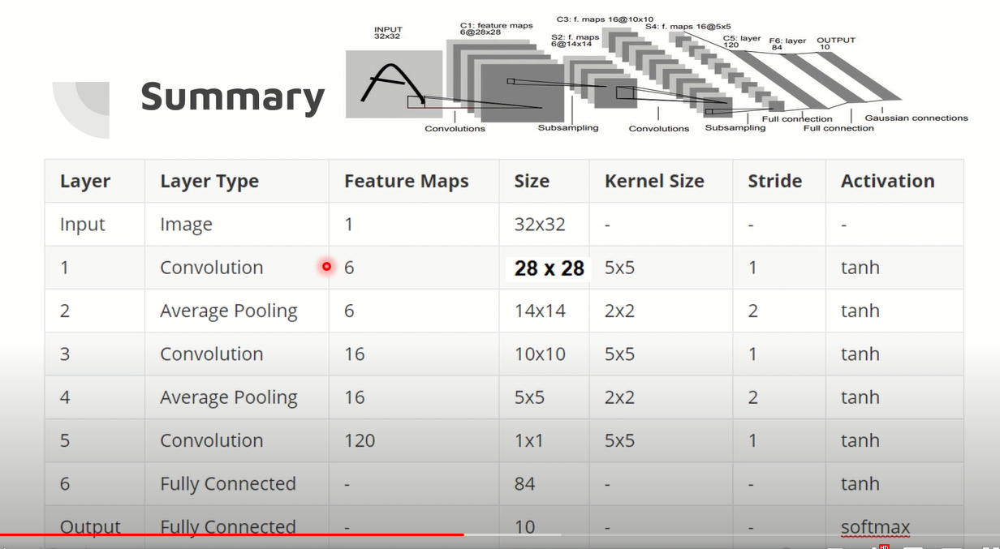 INPUT
32x32
C1: feature maps
6@28x28
C3: f. maps 16@10x10
S2: f. maps
6@14x14
S4: f. maps 16@5x5
C5: layer
120
F6: layer
84
OUTPUT
10
Convolutions
Subsampling
Convolutions
Subsampling
Full connection
Full connection
Gaussian connections
Summary
Layer Layer Type Feature Maps Size Kernel Size Stride Activation
Input Image 1 32x32 - - -
1 Convolution 6 28 x 28 5x5 1 tanh
2 Average Pooling 6 14x14 2x2 2 tanh
3 Convolution 16 10x10 5x5 1 tanh
4 Average Pooling 16 5x5 2x2 2 tanh
5 Convolution 120 1x1 5x5 1 tanh
6 Fully Connected - 84 - - tanh
Output Fully Connected - 10 - - softmax
HD